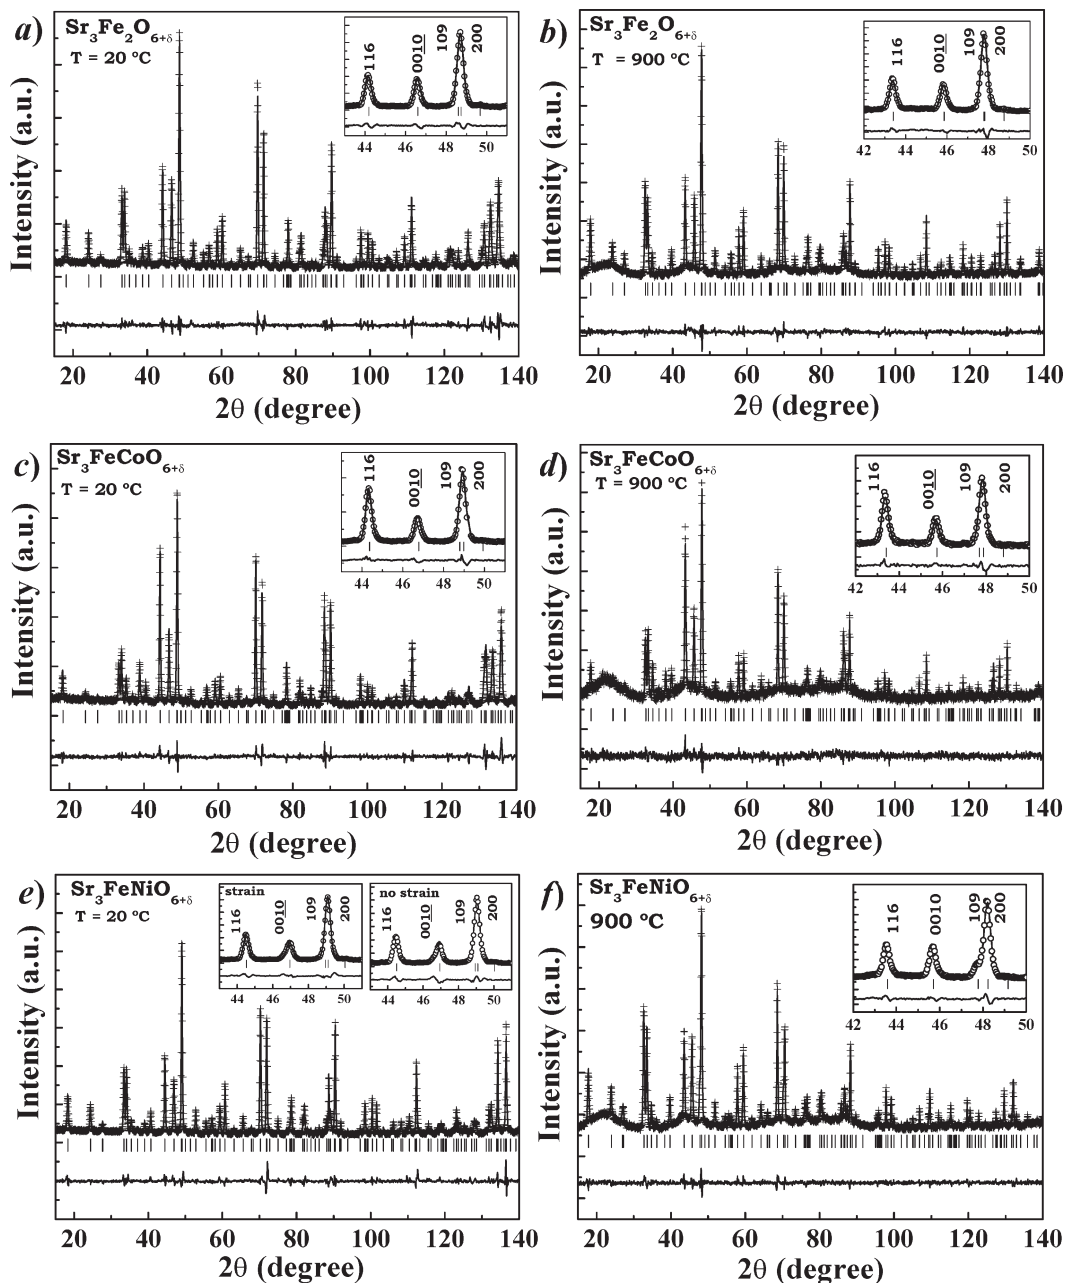 a) Sr3Fe2O6+δ
T = 20 °C
116 0010 109 200
44 46 48 50
Intensity (a.u.)
20 40 60 80 100 120 140
2θ (degree)
b) Sr3Fe2O6+δ
T = 900 °C
116 0010 109 200
42 44 46 48 50
Intensity (a.u.)
20 40 60 80 100 120 140
2θ (degree)
c) Sr3FeCoO6+δ
T = 20 °C
116 0010 109 200
44 46 48 50
Intensity (a.u.)
20 40 60 80 100 120 140
2θ (degree)
d) Sr3FeCoO6+δ
T = 900 °C
116 0010 109 200
42 44 46 48 50
Intensity (a.u.)
20 40 60 80 100 120 140
2θ (degree)
e) Sr3FeNiO6+δ
T = 20 °C
strain
116 0010 109 200
44 46 48 50
no strain
116 0010 109 200
44 46 48 50
Intensity (a.u.)
20 40 60 80 100 120 140
2θ (degree)
f) Sr3FeNiO6+δ
900 °C
116 0010 109 200
42 44 46 48 50
Intensity (a.u.)
20 40 60 80 100 120 140
2θ (degree)